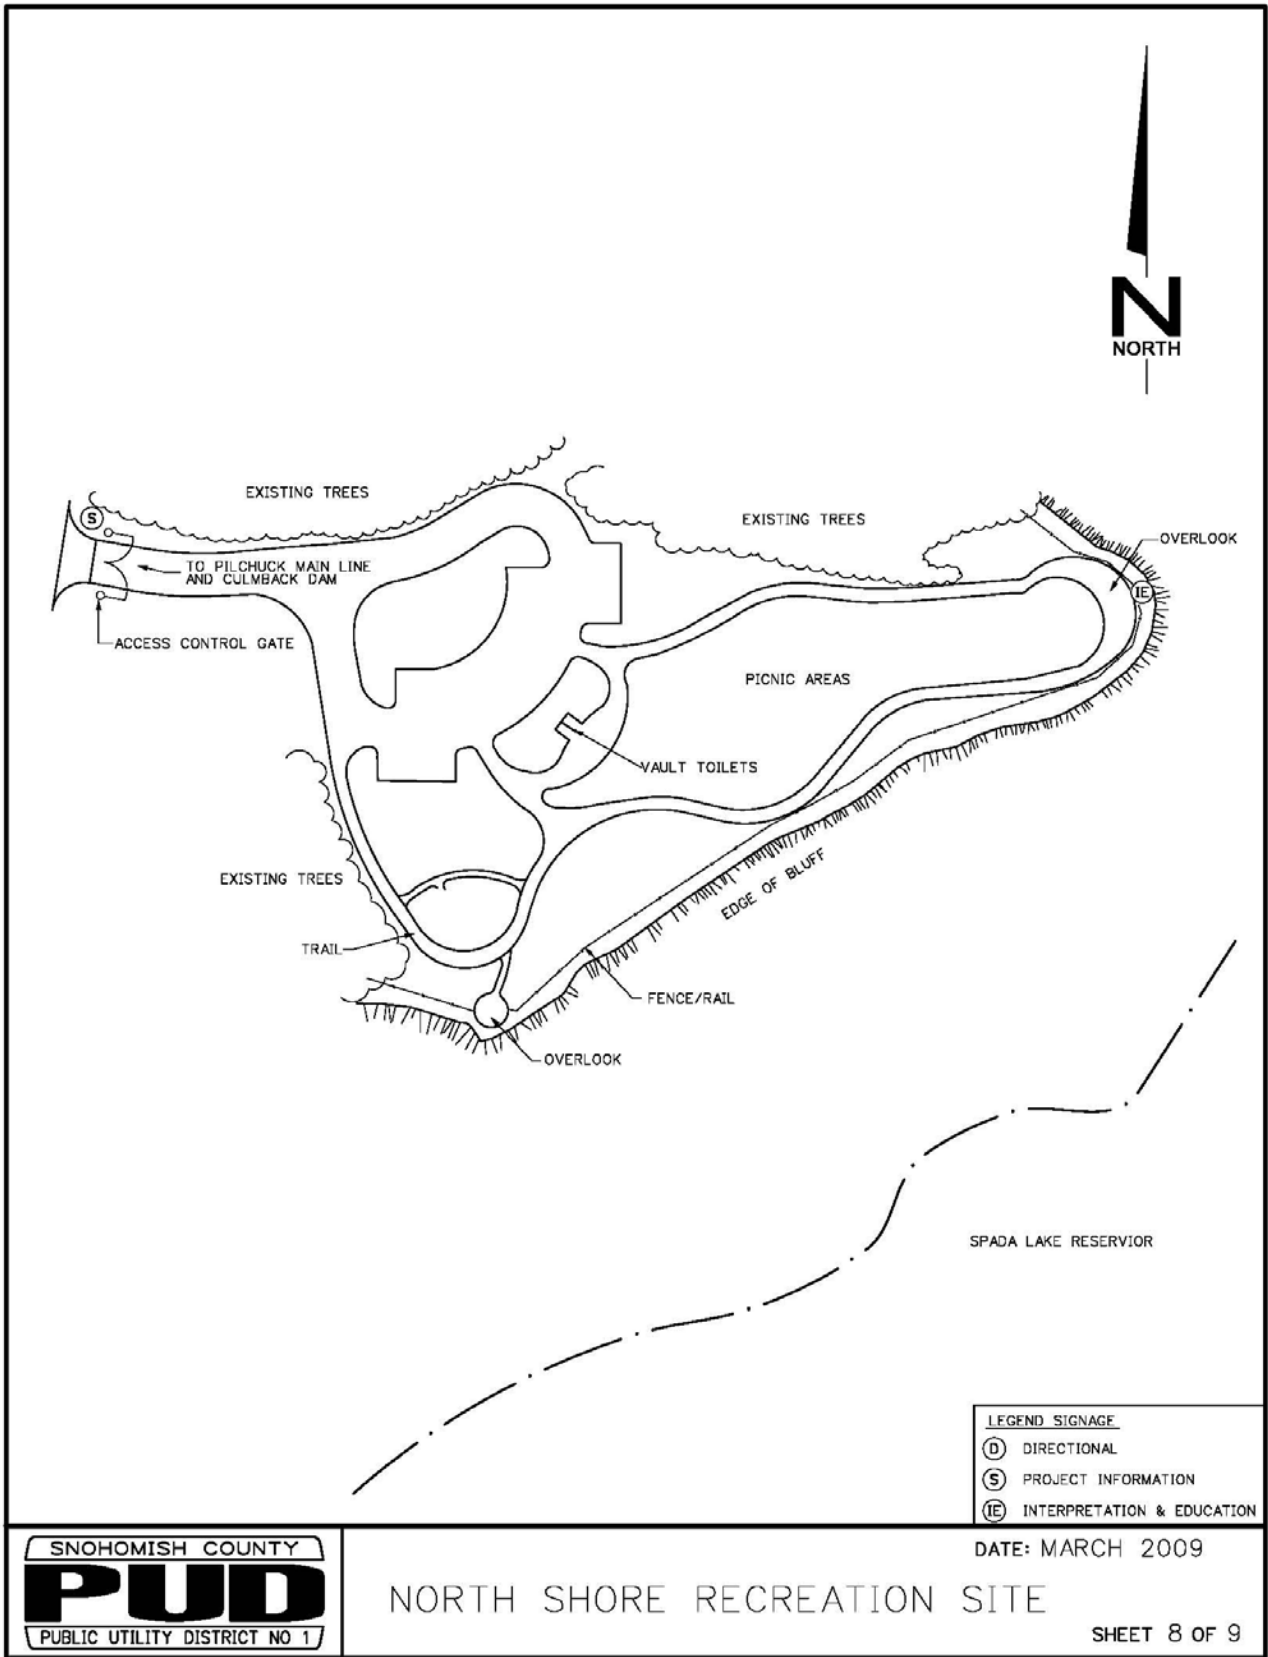 N
NORTH
EXISTING TREES
EXISTING TREES
S
OVERLOOK
TO PILCHUCK MAIN LINE
AND CULMBACK DAM
IE
ACCESS CONTROL GATE
PICNIC AREAS
VAULT TOILETS
EXISTING TREES
EDGE OF BLUFF
TRAIL
FENCE/RAIL
OVERLOOK
SPADA LAKE RESERVIOR
LEGEND SIGNAGE
D DIRECTIONAL
S PROJECT INFORMATION
IE INTERPRETATION & EDUCATION
SNOHOMISH COUNTY
PUD
PUBLIC UTILITY DISTRICT NO 1
DATE: MARCH 2009
NORTH SHORE RECREATION SITE
SHEET 8 OF 9